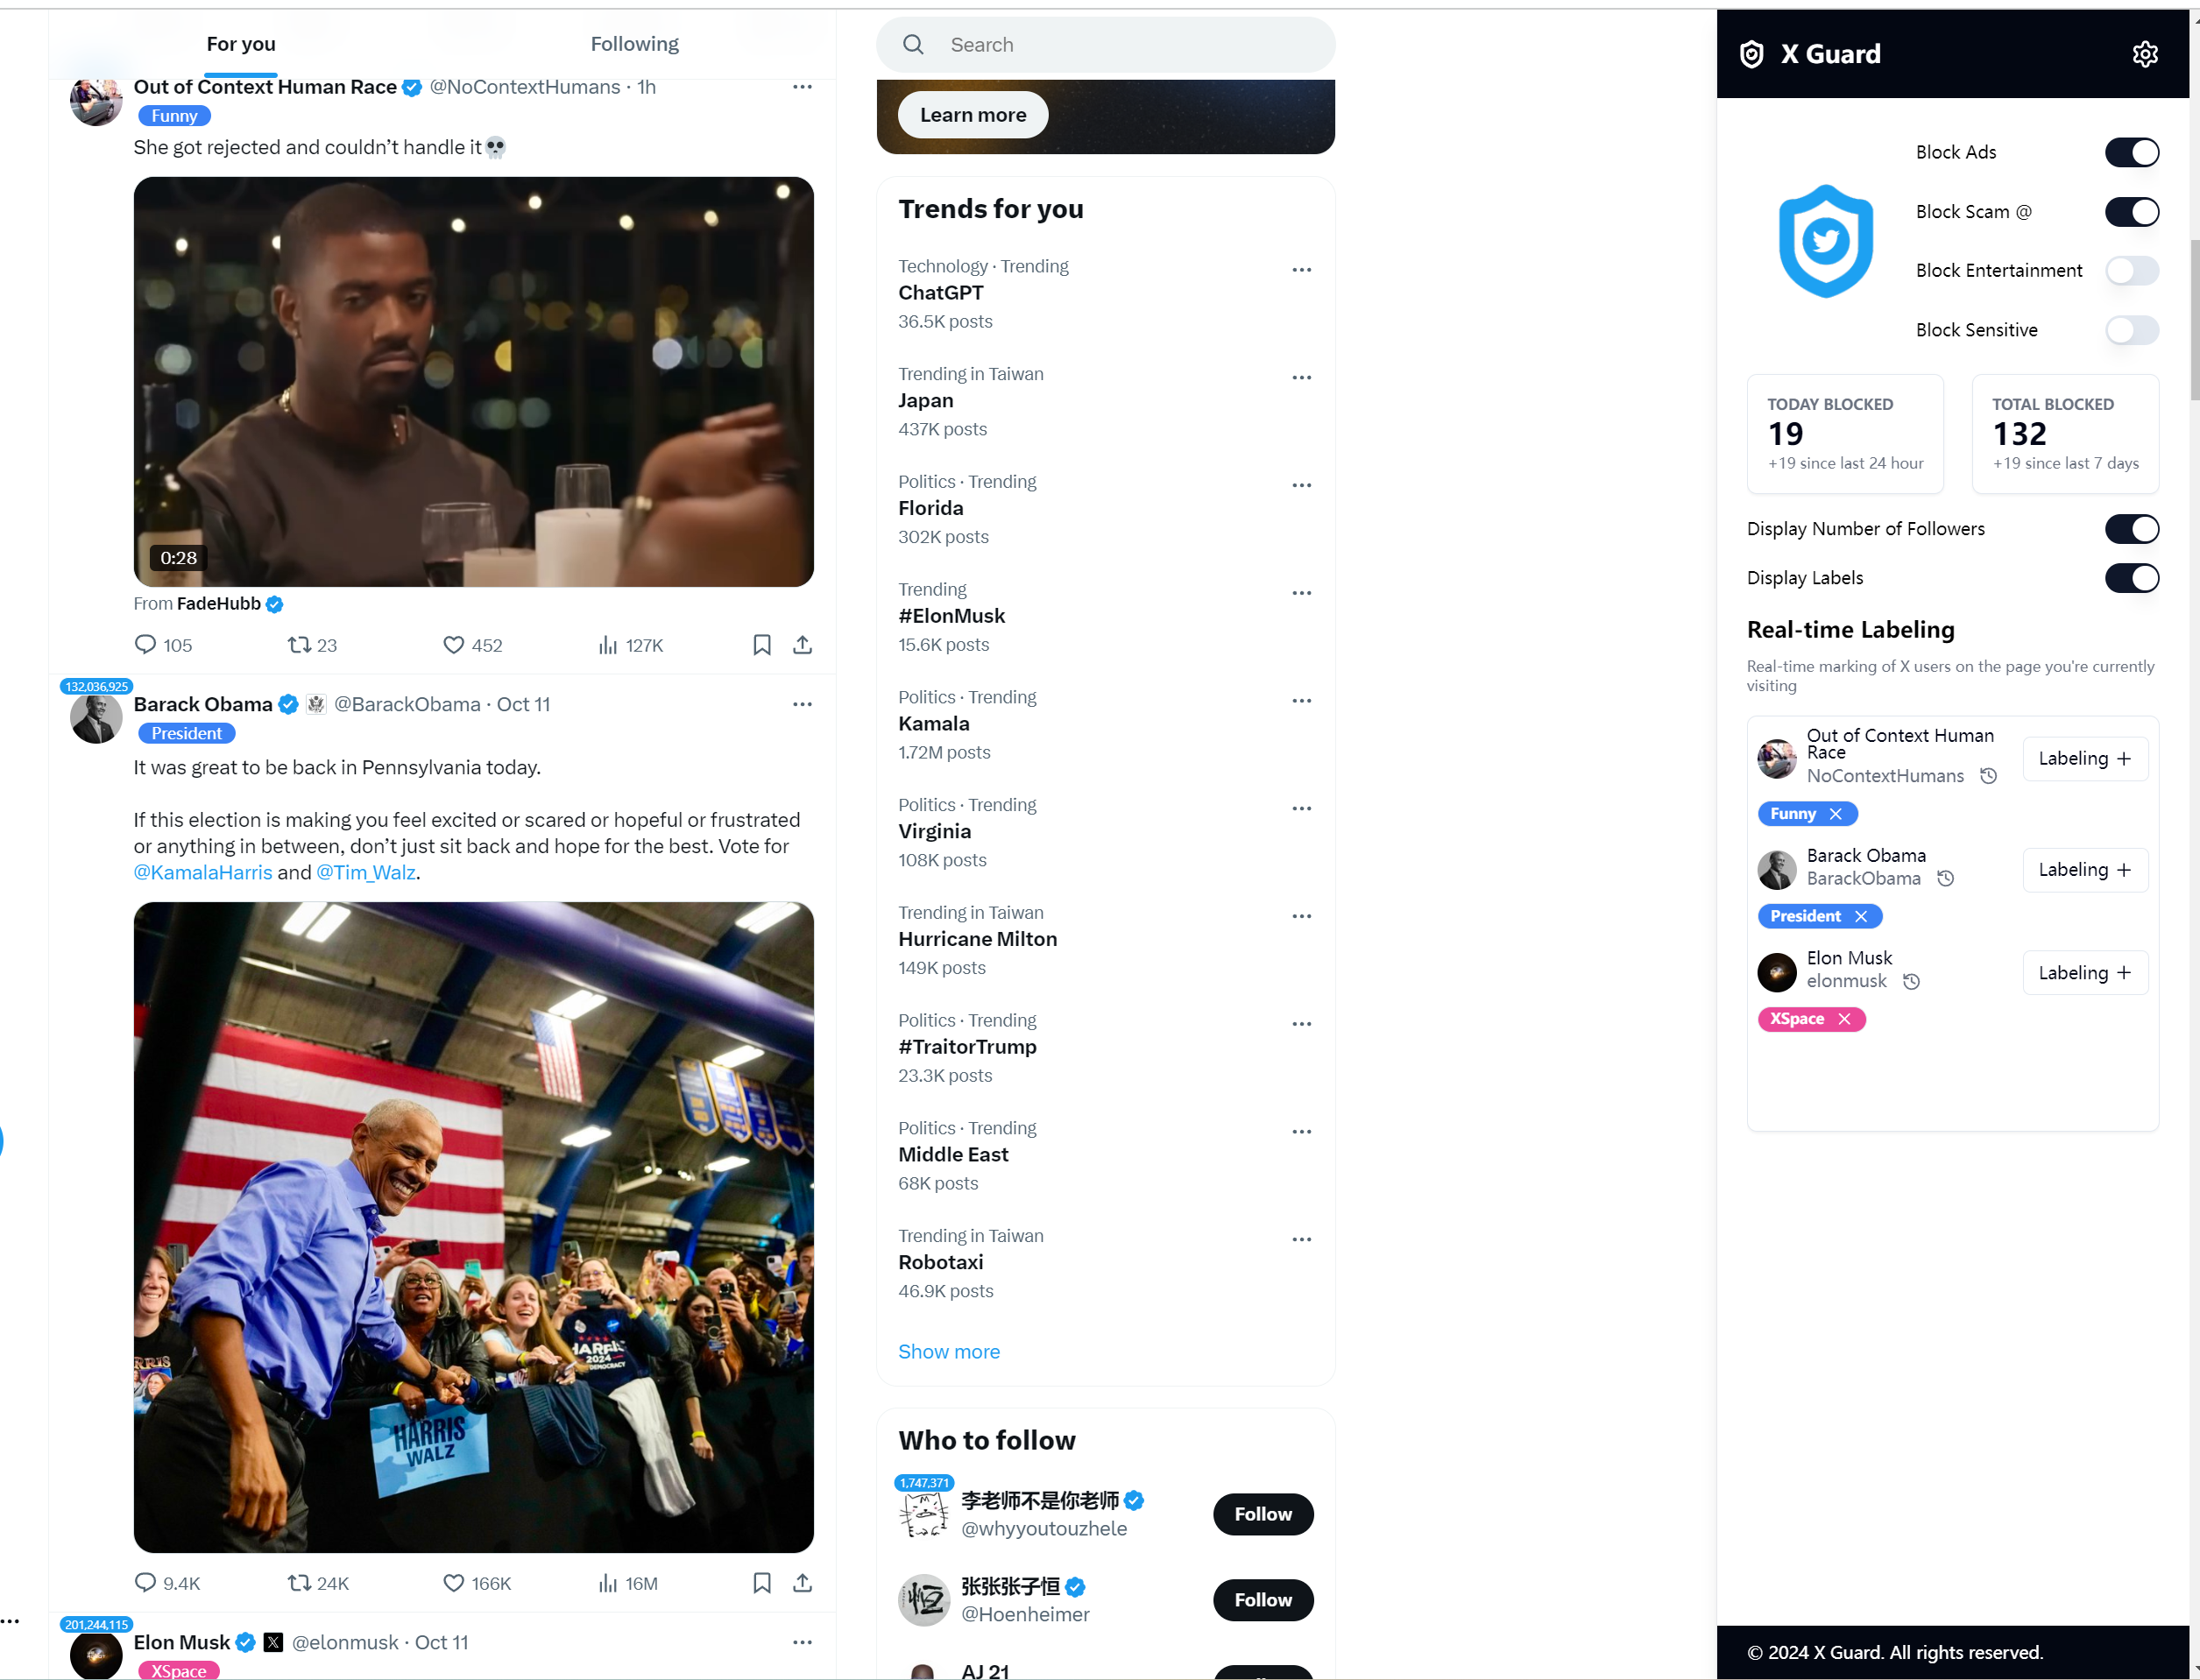 For you
Following
Out of Context Human Race @NoContextHumans · 1h
Funny
She got rejected and couldn’t handle it💀
0:28
From FadeHubb
105 23 452 127K
132,036,925
Barack Obama @BarackObama · Oct 11
President
It was great to be back in Pennsylvania today.
If this election is making you feel excited or scared or hopeful or frustrated
or anything in between, don’t just sit back and hope for the best. Vote for
@KamalaHarris and @Tim_Walz.
HARRIS
2024
DEMOCRACY
HARRIS
WALZ
9.4K 24K 166K 16M
201,244,115
Elon Musk @elonmusk · Oct 11
XSpace
Search
Learn more
Trends for you
Technology · Trending
ChatGPT
36.5K posts
Trending in Taiwan
Japan
437K posts
Politics · Trending
Florida
302K posts
Trending
#ElonMusk
15.6K posts
Politics · Trending
Kamala
1.72M posts
Politics · Trending
Virginia
108K posts
Trending in Taiwan
Hurricane Milton
149K posts
Politics · Trending
#TraitorTrump
23.3K posts
Politics · Trending
Middle East
68K posts
Trending in Taiwan
Robotaxi
46.9K posts
Show more
Who to follow
1,747,371
李老师不是你老师
@whyyoutouzhele
Follow
张张张子恒
@Hoenheimer
Follow
AJ 21
X Guard
Block Ads
Block Scam @
Block Entertainment
Block Sensitive
TODAY BLOCKED
19
+19 since last 24 hour
TOTAL BLOCKED
132
+19 since last 7 days
Display Number of Followers
Display Labels
Real-time Labeling
Real-time marking of X users on the page you're currently
visiting
Out of Context Human
Race
NoContextHumans
Labeling +
Funny ×
Barack Obama
BarackObama
Labeling +
President ×
Elon Musk
elonmusk
Labeling +
XSpace ×
© 2024 X Guard. All rights reserved.